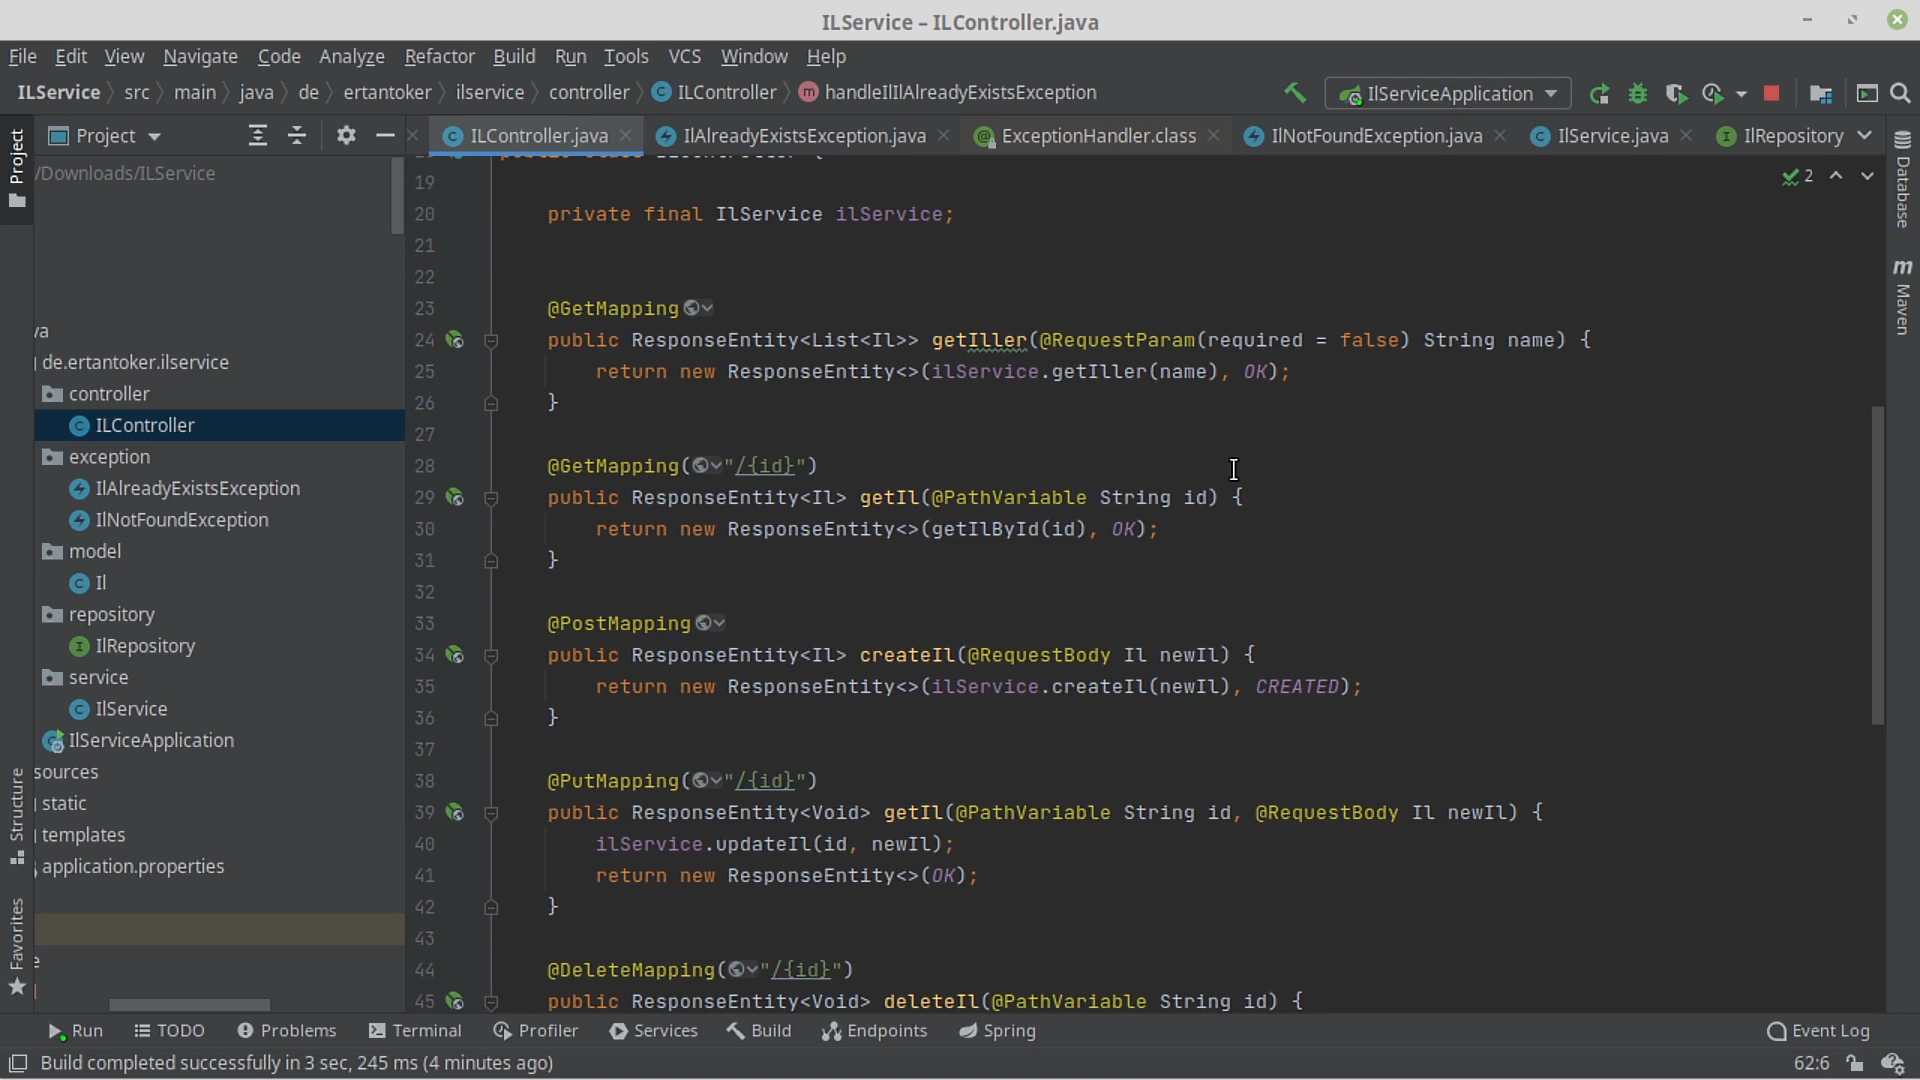 ILService – ILController.java
File Edit View Navigate Code Analyze Refactor Build Run Tools VCS Window Help
ILService src main java de ertantoker ilservice controller ILController handleIlIlAlreadyExistsException IlServiceApplication
Project ILController.java IlAlreadyExistsException.java ExceptionHandler.class IlNotFoundException.java IlService.java IlRepository
Project
/Downloads/ILService
va
de.ertantoker.ilservice
controller
ILController
exception
IlAlreadyExistsException
IlNotFoundException
model
Il
repository
IlRepository
service
IlService
IlServiceApplication
sources
static
templates
application.properties
e
Structure
Favorites
2
19
20 private final IlService ilService;
21
22
23 @GetMapping
24 public ResponseEntity<List<Il>> getIller(@RequestParam(required = false) String name) {
25 return new ResponseEntity<>(ilService.getIller(name), OK);
26 }
27
28 @GetMapping("/{id}")
29 public ResponseEntity<Il> getIl(@PathVariable String id) {
30 return new ResponseEntity<>(getIlById(id), OK);
31 }
32
33 @PostMapping
34 public ResponseEntity<Il> createIl(@RequestBody Il newIl) {
35 return new ResponseEntity<>(ilService.createIl(newIl), CREATED);
36 }
37
38 @PutMapping("/{id}")
39 public ResponseEntity<Void> getIl(@PathVariable String id, @RequestBody Il newIl) {
40 ilService.updateIl(id, newIl);
41 return new ResponseEntity<>(OK);
42 }
43
44 @DeleteMapping("/{id}")
45 public ResponseEntity<Void> deleteIl(@PathVariable String id) {
Database
m Maven
Run TODO Problems Terminal Profiler Services Build Endpoints Spring Event Log
Build completed successfully in 3 sec, 245 ms (4 minutes ago) 62:6